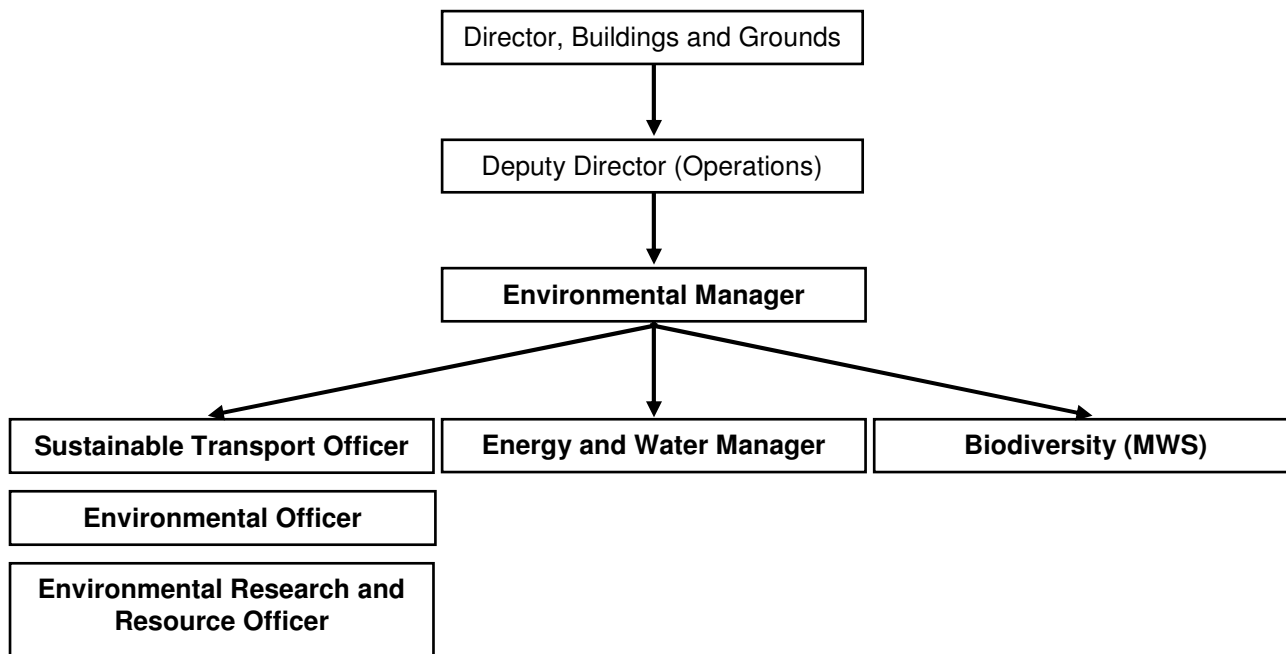 Director, Buildings and Grounds
Deputy Director (Operations)
Environmental Manager
Sustainable Transport Officer
Energy and Water Manager
Biodiversity (MWS)
Environmental Officer
Environmental Research and
Resource Officer